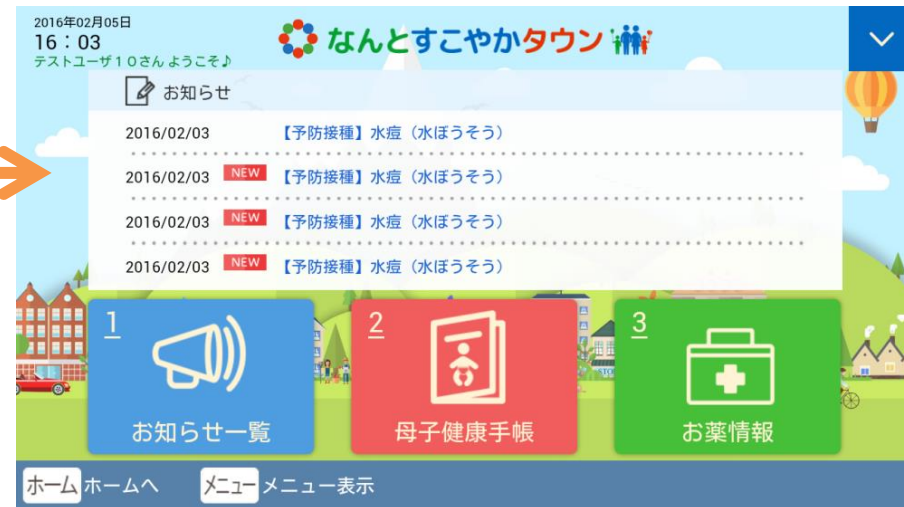 2016年02月05日
16：03
テストユーザ１０さん ようこそ♪
なんとすこやかタウン
お知らせ
2016/02/03 【予防接種】水痘（水ぼうそう）
2016/02/03 NEW 【予防接種】水痘（水ぼうそう）
2016/02/03 NEW 【予防接種】水痘（水ぼうそう）
2016/02/03 NEW 【予防接種】水痘（水ぼうそう）
1
お知らせ一覧
2
母子健康手帳
3
お薬情報
ホーム ホームへ メニュー メニュー表示